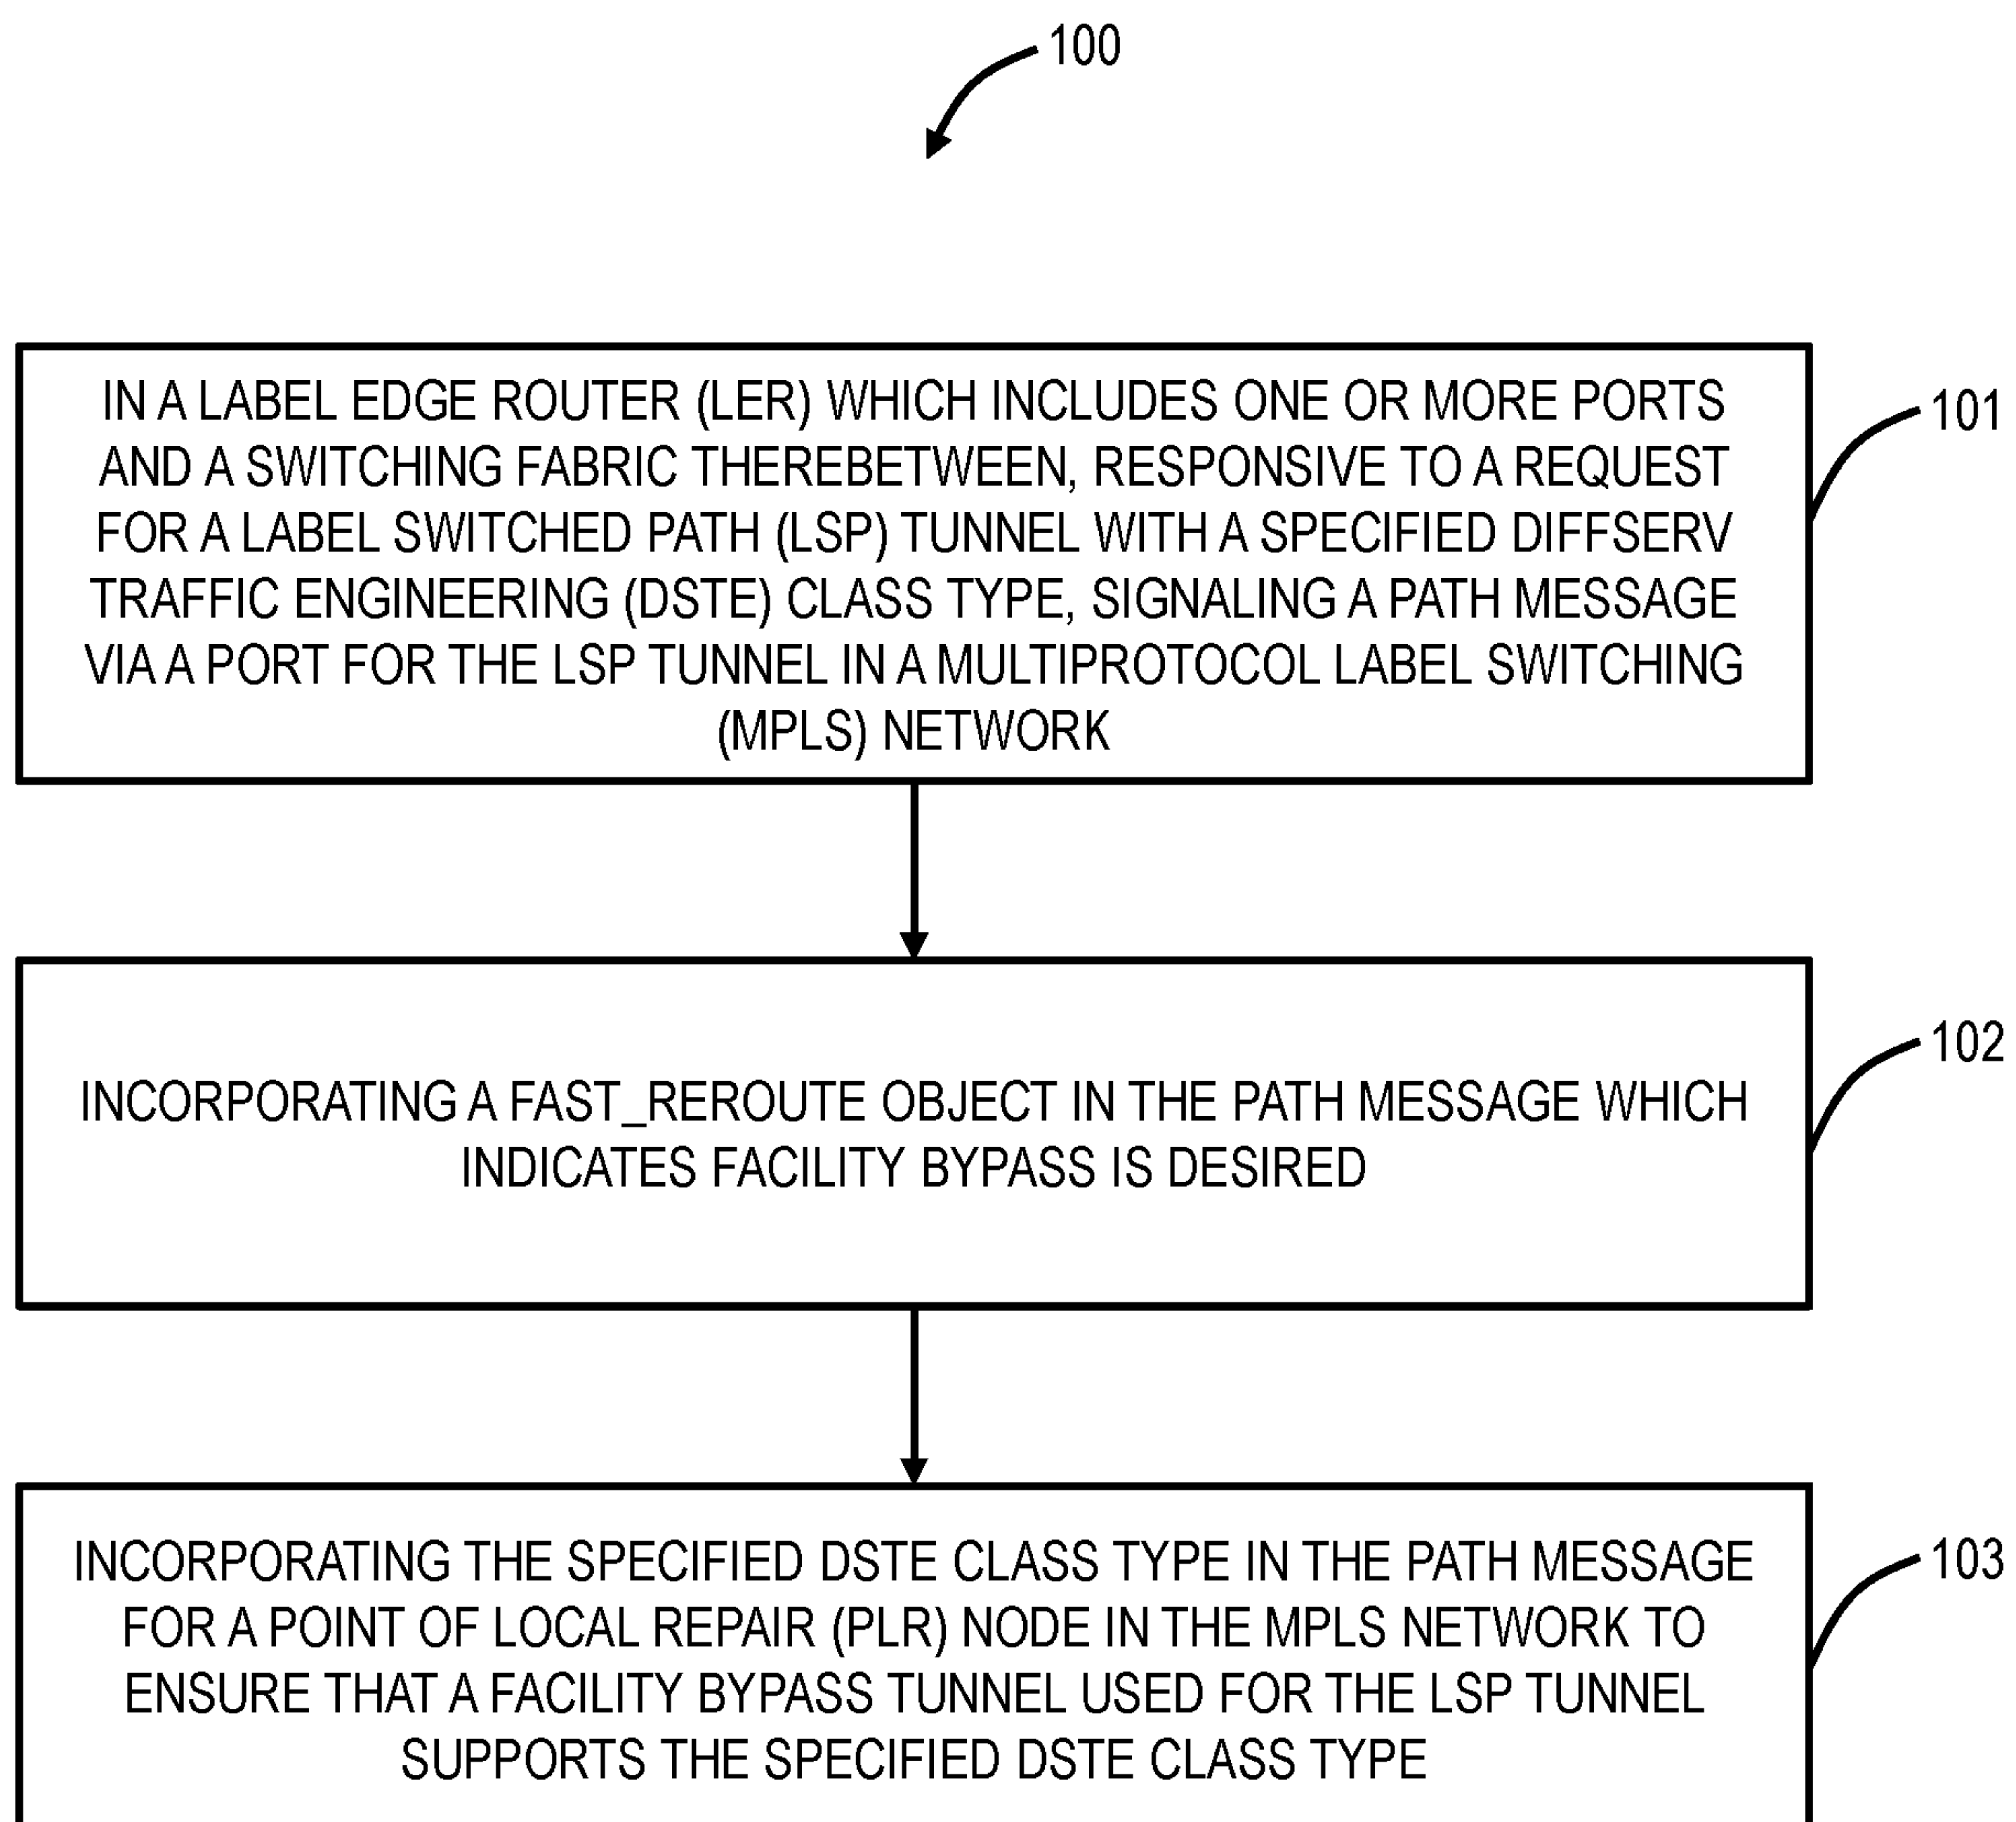 100
IN A LABEL EDGE ROUTER (LER) WHICH INCLUDES ONE OR MORE PORTS
AND A SWITCHING FABRIC THEREBETWEEN, RESPONSIVE TO A REQUEST
FOR A LABEL SWITCHED PATH (LSP) TUNNEL WITH A SPECIFIED DIFFSERV
TRAFFIC ENGINEERING (DSTE) CLASS TYPE, SIGNALING A PATH MESSAGE
VIA A PORT FOR THE LSP TUNNEL IN A MULTIPROTOCOL LABEL SWITCHING
(MPLS) NETWORK
101
INCORPORATING A FAST_REROUTE OBJECT IN THE PATH MESSAGE WHICH
INDICATES FACILITY BYPASS IS DESIRED
102
INCORPORATING THE SPECIFIED DSTE CLASS TYPE IN THE PATH MESSAGE
FOR A POINT OF LOCAL REPAIR (PLR) NODE IN THE MPLS NETWORK TO
ENSURE THAT A FACILITY BYPASS TUNNEL USED FOR THE LSP TUNNEL
SUPPORTS THE SPECIFIED DSTE CLASS TYPE
103